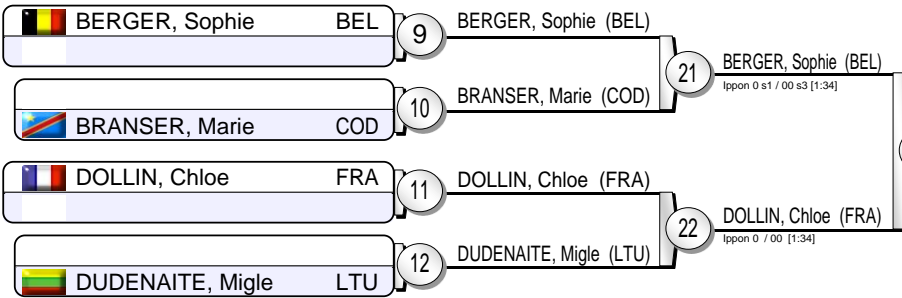 BERGER, Sophie BEL
9
BERGER, Sophie (BEL)
21
BERGER, Sophie (BEL)
Ippon 0 s1 / 00 s3 [1:34]
BRANSER, Marie COD
10
BRANSER, Marie (COD)
DOLLIN, Chloe FRA
11
DOLLIN, Chloe (FRA)
22
DOLLIN, Chloe (FRA)
Ippon 0 / 00 [1:34]
DUDENAITE, Migle LTU
12
DUDENAITE, Migle (LTU)